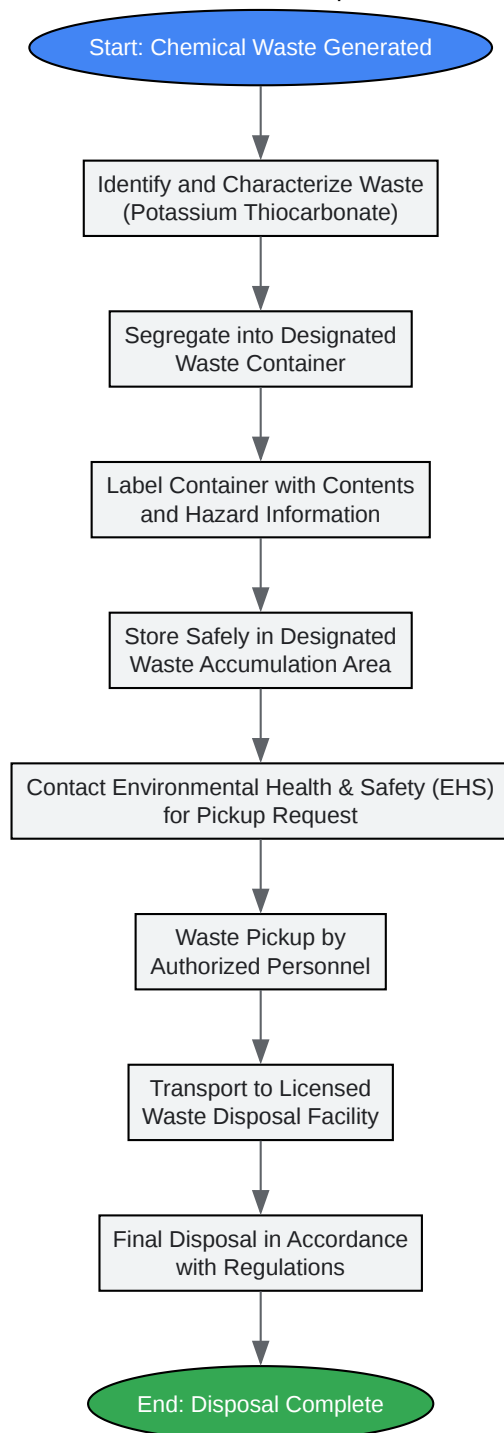 Start: Chemical Waste Generated
Identify and Characterize Waste
(Potassium Thiocarbonate)
Segregate into Designated
Waste Container
Label Container with Contents
and Hazard Information
Store Safely in Designated
Waste Accumulation Area
Contact Environmental Health & Safety (EHS)
for Pickup Request
Waste Pickup by
Authorized Personnel
Transport to Licensed
Waste Disposal Facility
Final Disposal in Accordance
with Regulations
End: Disposal Complete